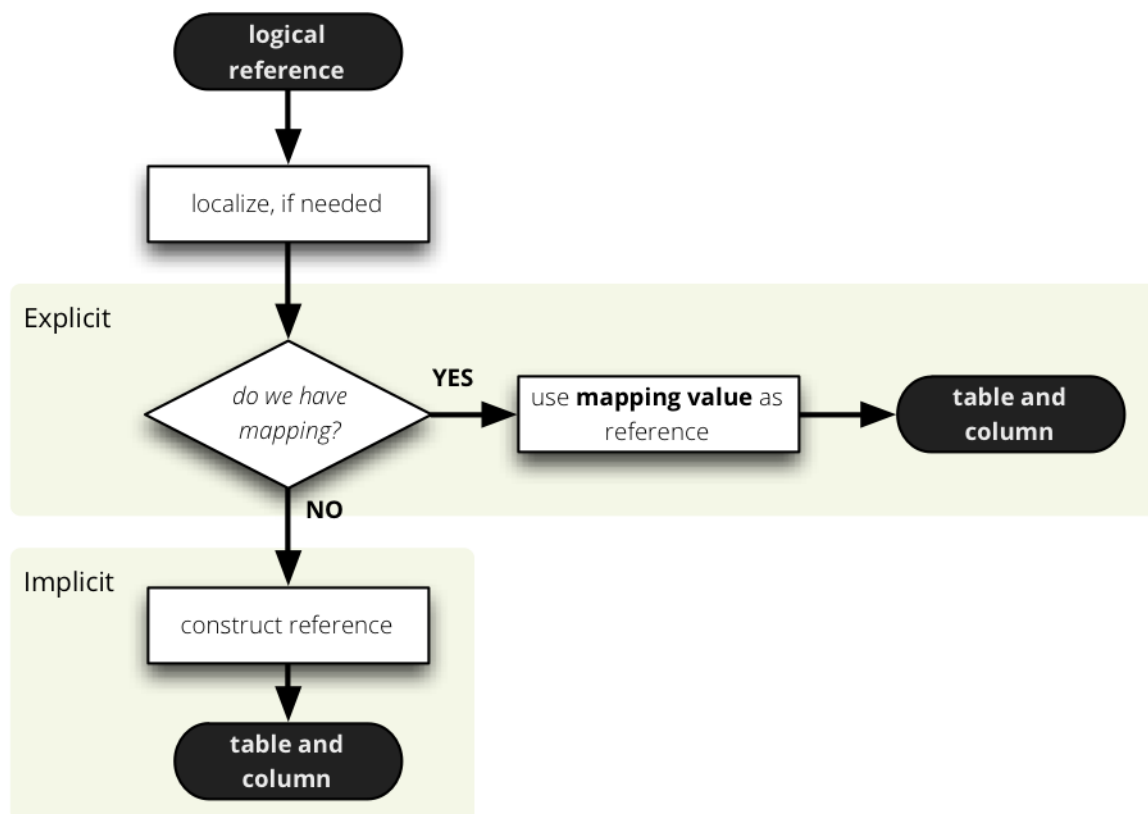 logical
reference
localize, if needed
Explicit
do we have
mapping?
YES
use mapping value as
reference
table and
column
NO
Implicit
construct reference
table and
column